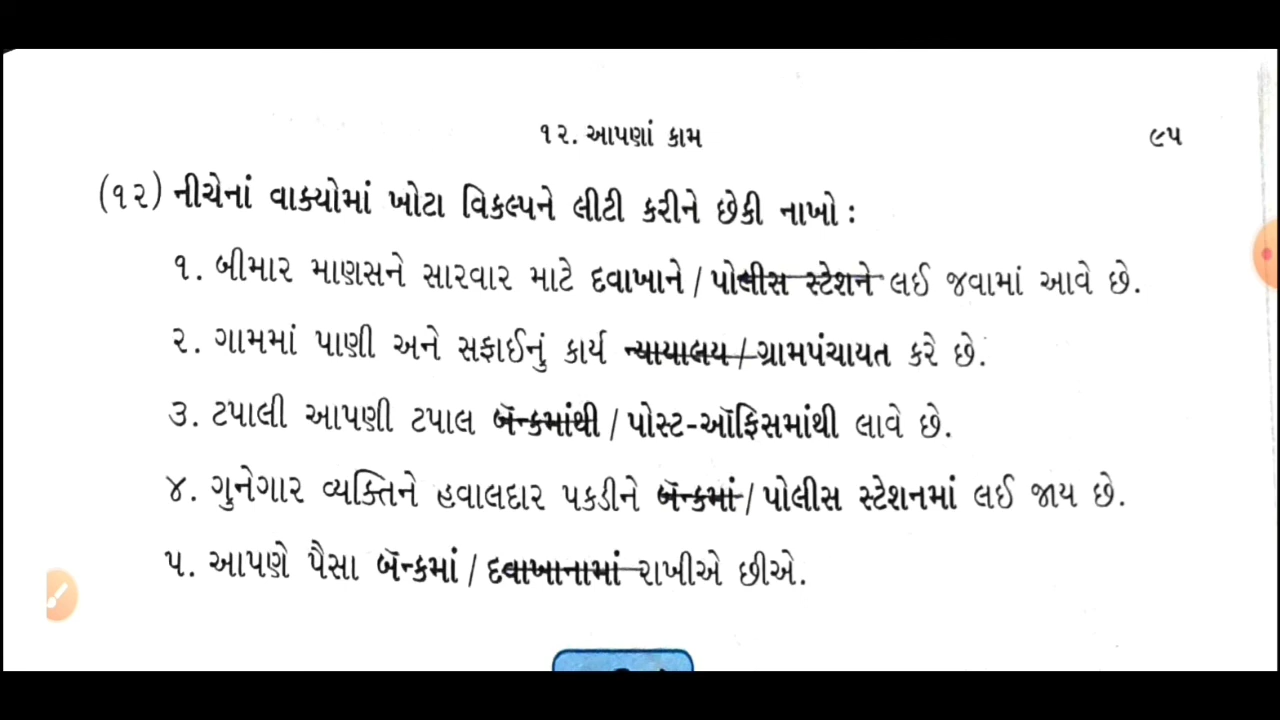 ૧૨. આપણાં કામ ૯૫
(૧૨) નીચેનાં વાક્યોમાં ખોટા વિકલ્પને લીટી કરીને છેકી નાખો :
૧. બીમાર માણસને સારવાર માટે દવાખાને / પોલીસ સ્ટેશને લઈ જવામાં આવે છે.
૨. ગામમાં પાણી અને સફાઈનું કાર્ય ન્યાયાલય / ગ્રામપંચાયત કરે છે.
૩. ટપાલી આપણી ટપાલ બૅન્કમાંથી / પોસ્ટ-ઑફિસમાંથી લાવે છે.
૪. ગુનેગાર વ્યક્તિને હવાલદાર પકડીને બૅન્કમાં / પોલીસ સ્ટેશનમાં લઈ જાય છે.
૫. આપણે પૈસા બૅન્કમાં / દવાખાનામાં રાખીએ છીએ.